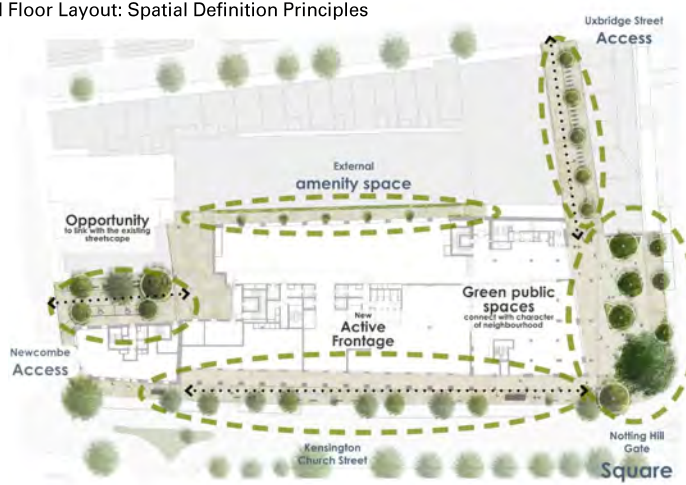 Floor Layout: Spatial Definition Principles
Uxbridge Street
Access
External
amenity space
Opportunity
to link with the existing
streetscape
Green public
spaces
connect with character
of neighbourhood
New
Active
Frontage
Newcombe
Access
Kensington
Church Street
Notting Hill
Gate
Square